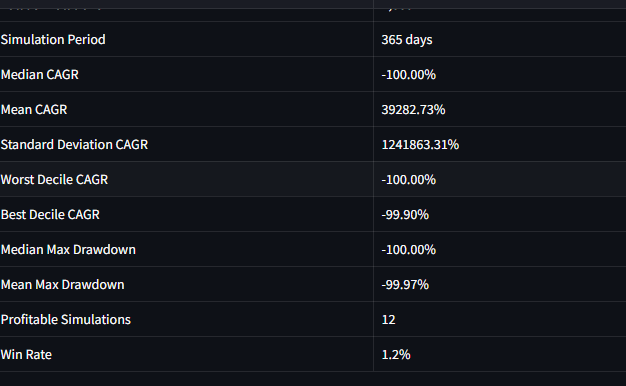 Simulation Period 365 days
Median CAGR -100.00%
Mean CAGR 39282.73%
Standard Deviation CAGR 1241863.31%
Worst Decile CAGR -100.00%
Best Decile CAGR -99.90%
Median Max Drawdown -100.00%
Mean Max Drawdown -99.97%
Profitable Simulations 12
Win Rate 1.2%